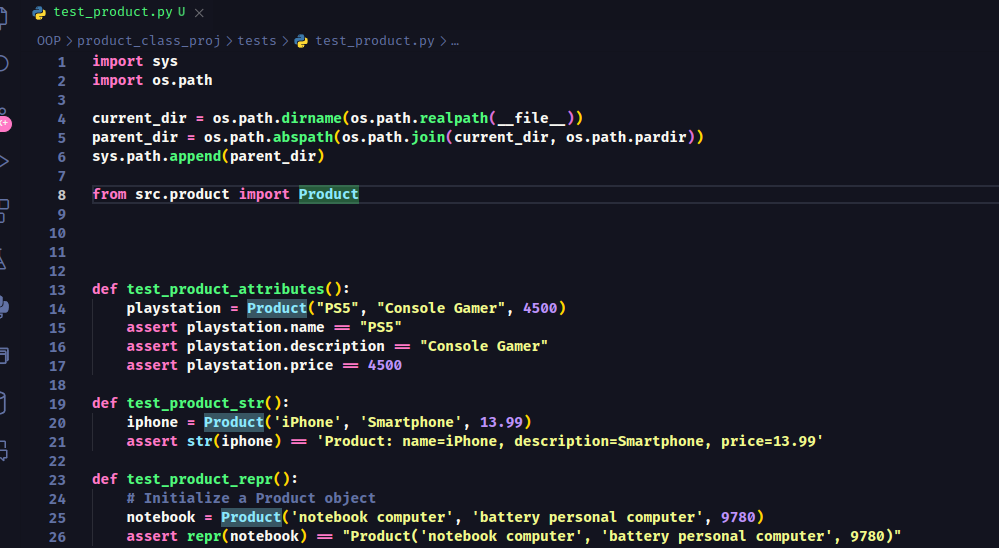 test_product.py U ×
OOP > product_class_proj > tests > test_product.py > …
1 import sys
2 import os.path
3
4 current_dir = os.path.dirname(os.path.realpath(__file__))
5 parent_dir = os.path.abspath(os.path.join(current_dir, os.path.pardir))
6 sys.path.append(parent_dir)
7
8 from src.product import Product
9
10
11
12
13 def test_product_attributes():
14 playstation = Product("PS5", "Console Gamer", 4500)
15 assert playstation.name == "PS5"
16 assert playstation.description == "Console Gamer"
17 assert playstation.price == 4500
18
19 def test_product_str():
20 iphone = Product('iPhone', 'Smartphone', 13.99)
21 assert str(iphone) == 'Product: name=iPhone, description=Smartphone, price=13.99'
22
23 def test_product_repr():
24 # Initialize a Product object
25 notebook = Product('notebook computer', 'battery personal computer', 9780)
26 assert repr(notebook) == "Product('notebook computer', 'battery personal computer', 9780)"